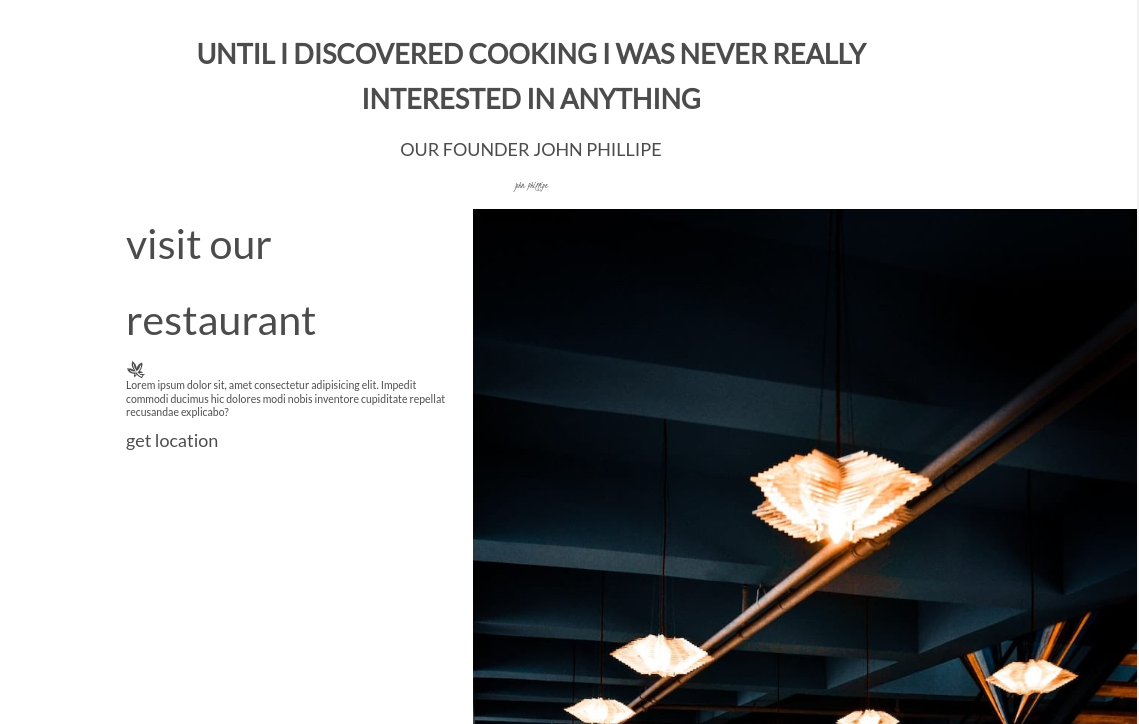 UNTIL I DISCOVERED COOKING I WAS NEVER REALLY
INTERESTED IN ANYTHING
OUR FOUNDER JOHN PHILLIPE
phillipe
visit our
restaurant
Lorem ipsum dolor sit, amet consectetur adipisicing elit. Impedit
commodi ducimus hic dolores modi nobis inventore cupiditate repellat
recusandae explicabo?
get location